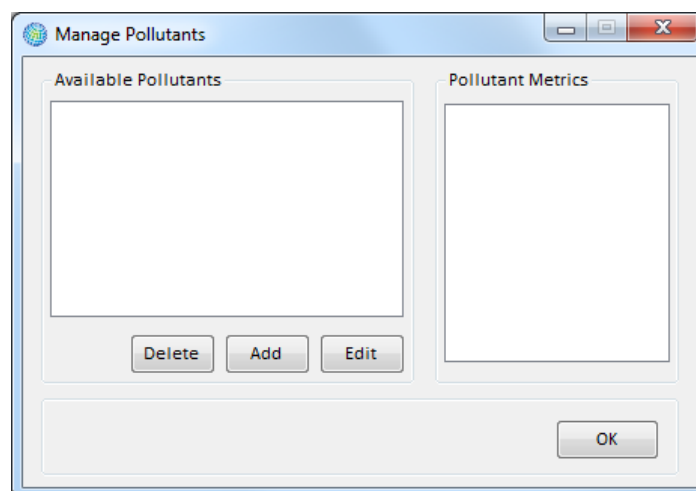 Manage Pollutants
Available Pollutants
Pollutant Metrics
Delete
Add
Edit
OK